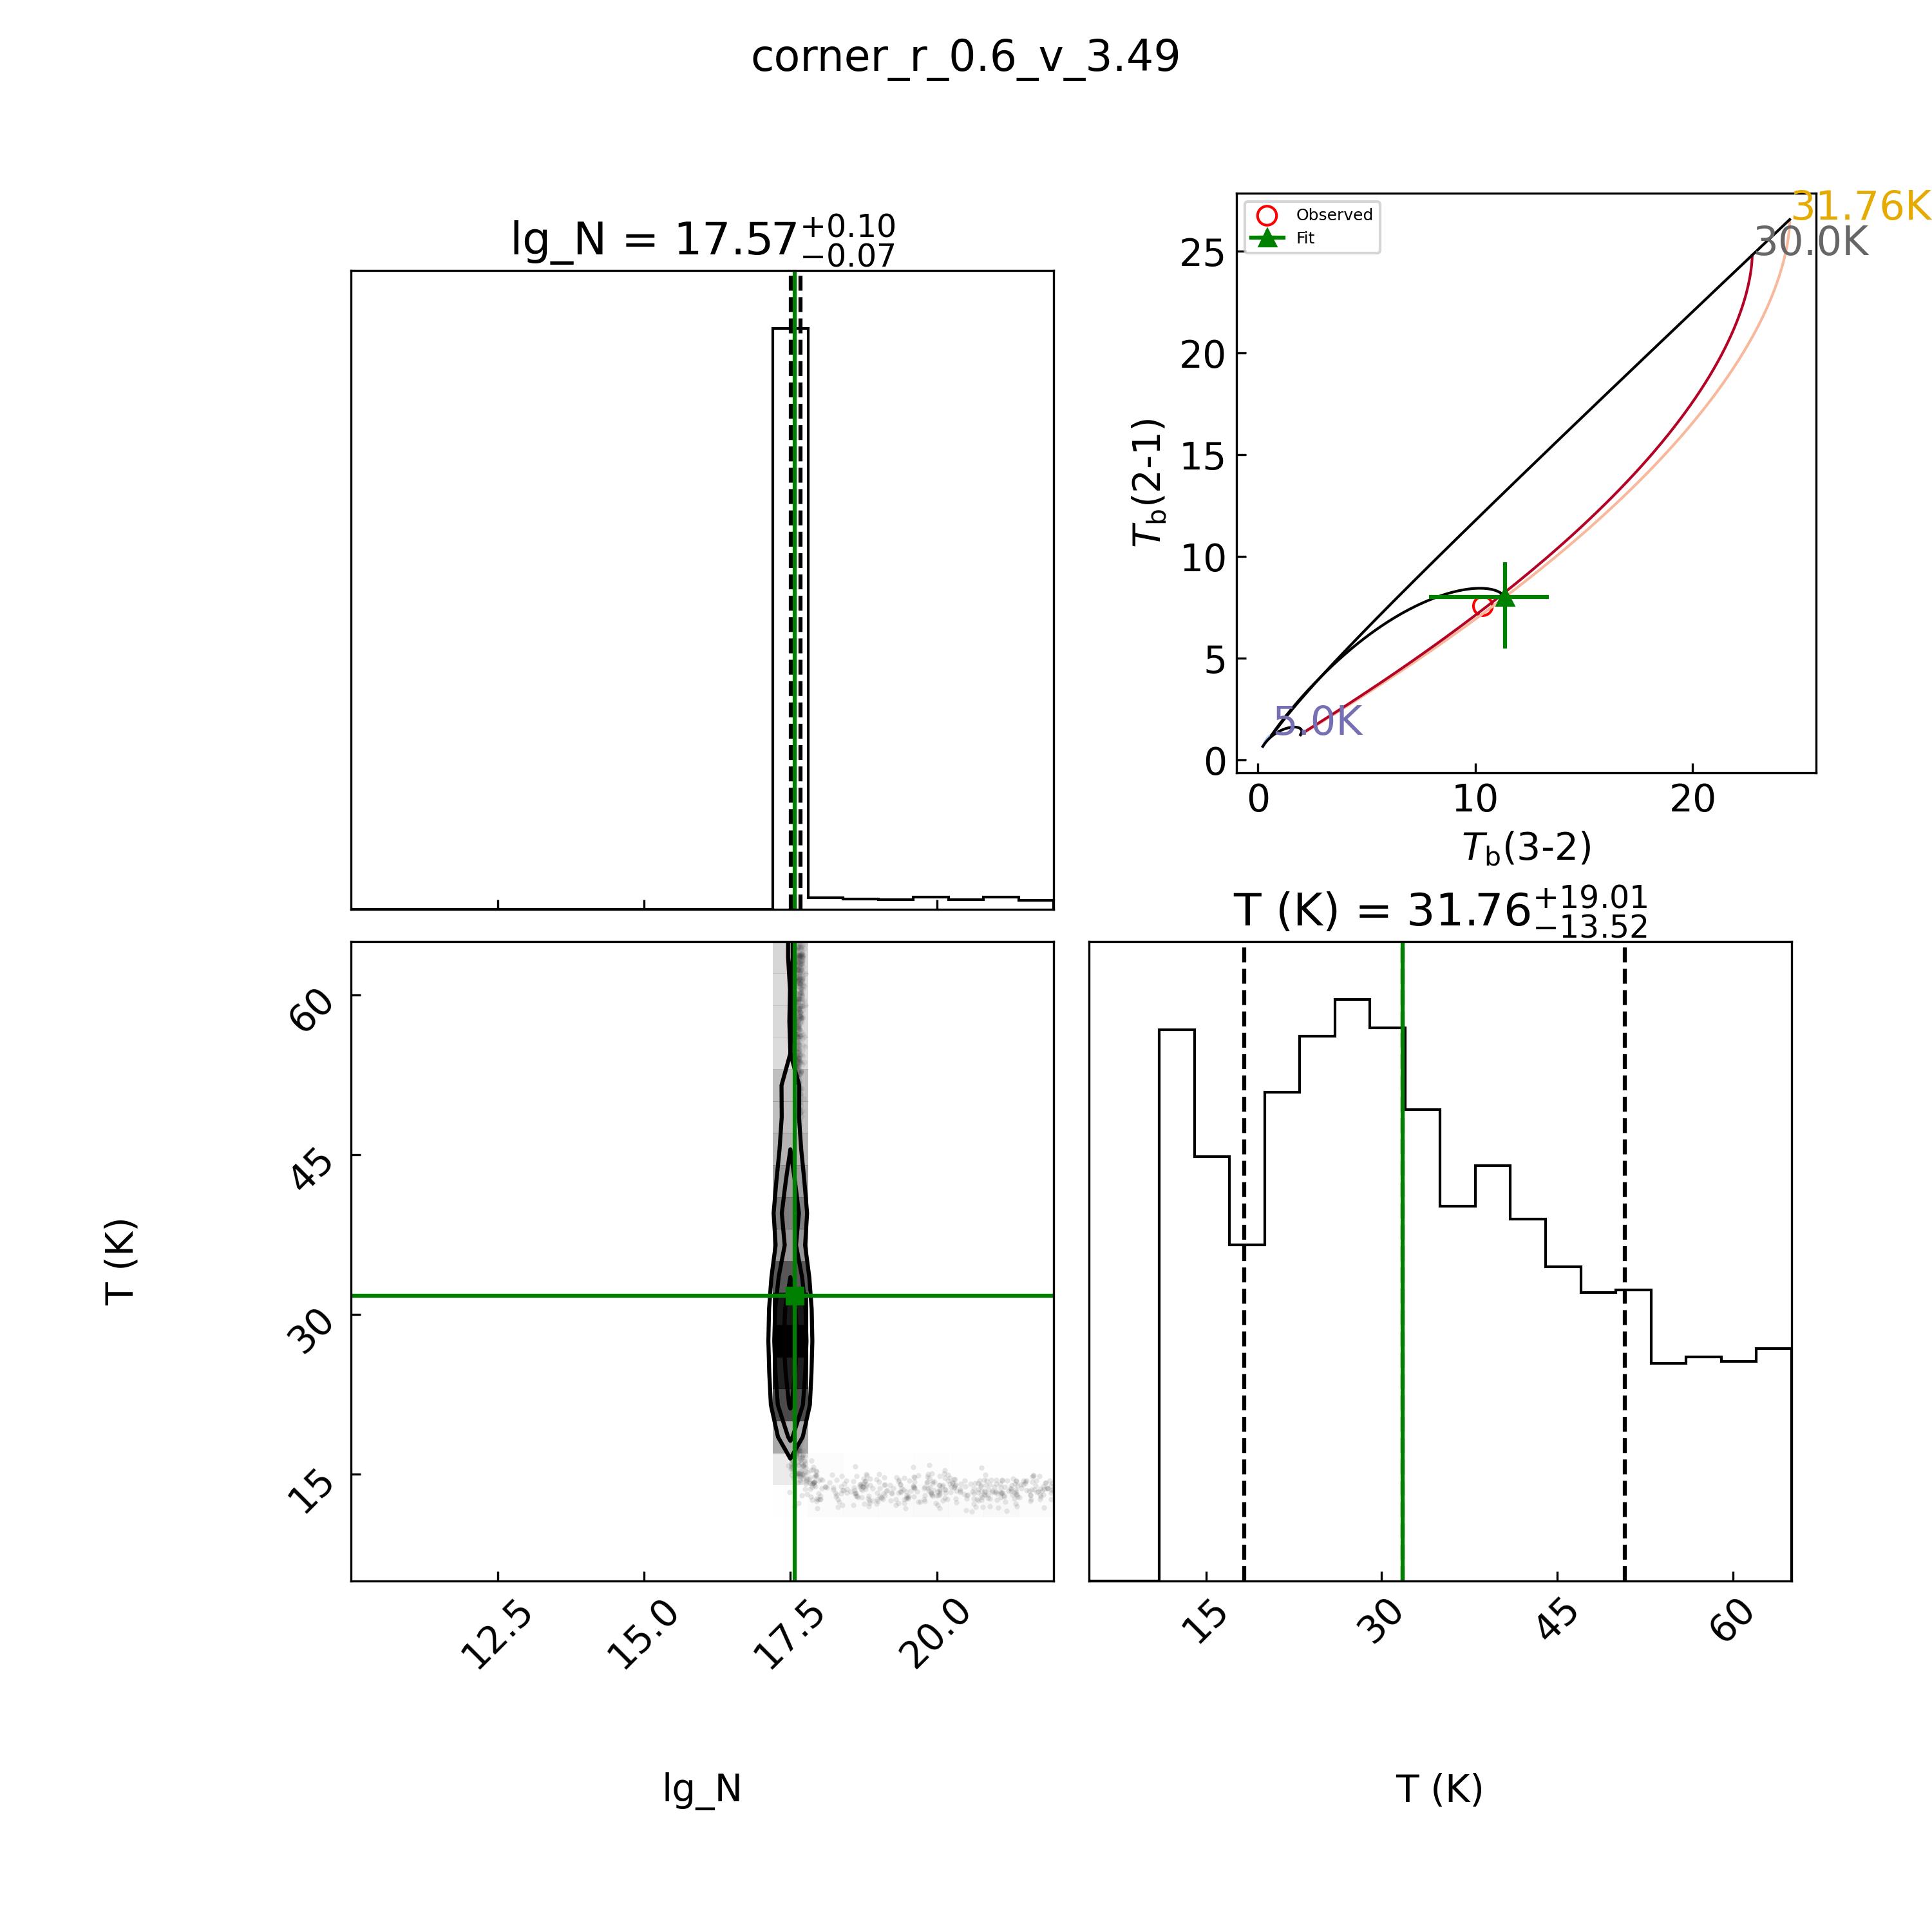 corner_r_0.6_v_3.49
lg_N = 17.57+0.10 −0.07
31.76K
30.0K
Observed
Fit
25
20
15
10
5
0
5.0K
Tb(2-1)
0 10 20
Tb(3-2)
T (K) = 31.76+19.01 −13.52
60
45
30
15
T (K)
12.5 15.0 17.5 20.0
lg_N
15 30 45 60
T (K)